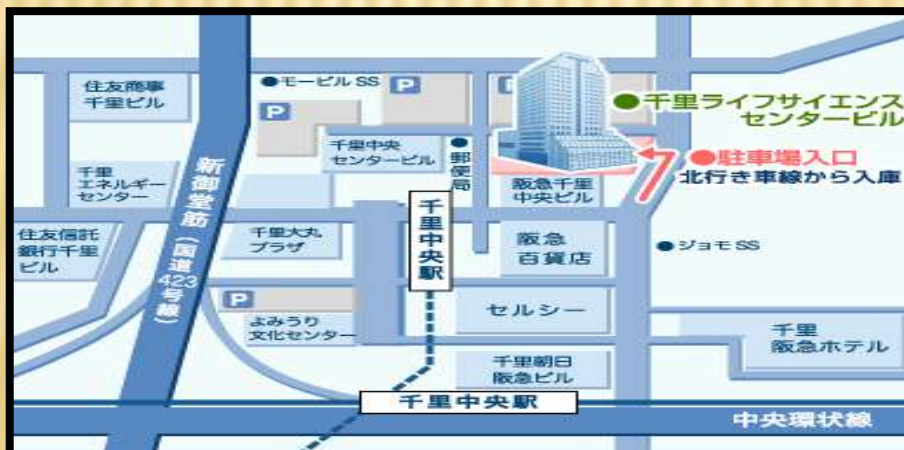 住友商事
千里ビル
●モービルSS
P
P
P
●千里ライフサイエンス
センタービル
千里中央
センタービル
●郵便局
●駐車場入口
北行き車線から入庫
千里
エネルギー
センター
新御堂筋(国道423号線)
阪急千里
中央ビル
千里中央駅
住友信託
銀行千里
ビル
千里大丸
プラザ
阪急
百貨店
●ジョモSS
P
よみうり
文化センター
セルシー
千里
阪急ホテル
千里朝日
阪急ビル
千里中央駅
中央環状線